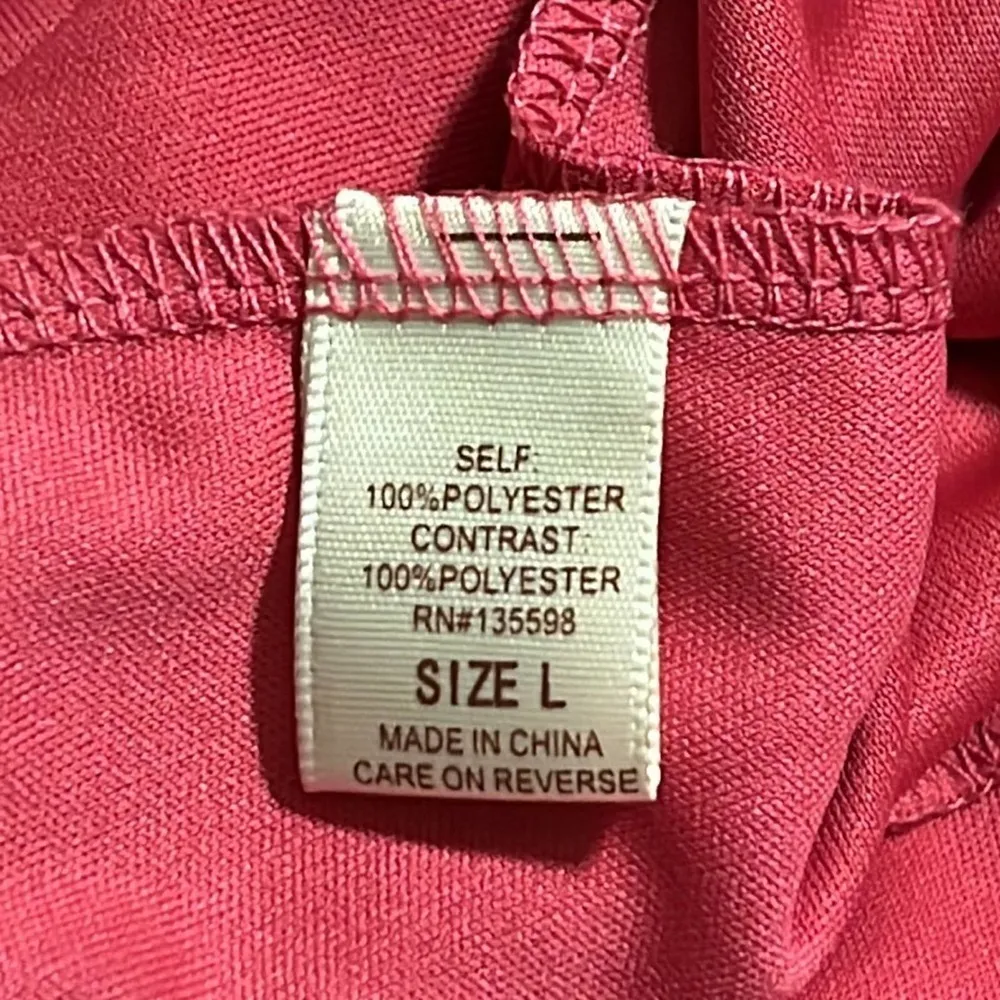 SELF:
100%POLYESTER
CONTRAST:
100%POLYESTER
RN#135598
SIZE L
MADE IN CHINA
CARE ON REVERSE